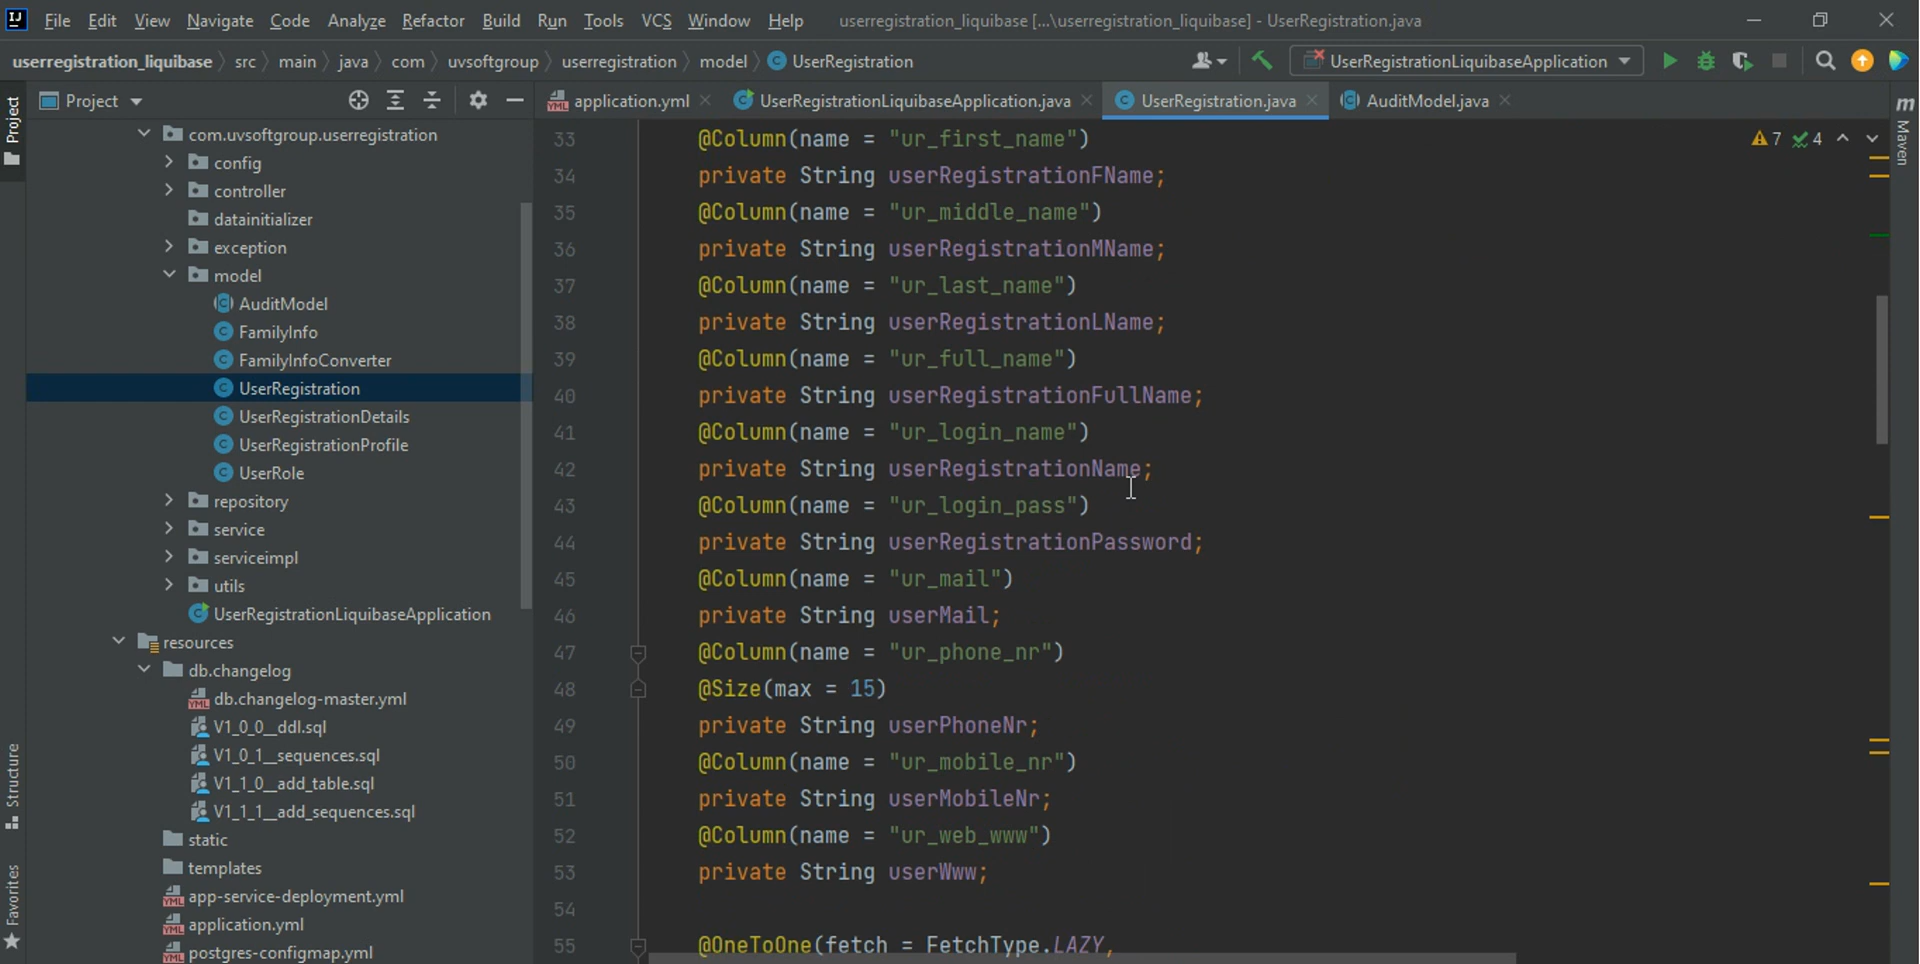 File Edit View Navigate Code Analyze Refactor Build Run Tools VCS Window Help userregistration_liquibase [...\userregistration_liquibase] - UserRegistration.java
userregistration_liquibase src main java com uvsoftgroup userregistration model UserRegistration UserRegistrationLiquibaseApplication
Project
application.yml UserRegistrationLiquibaseApplication.java UserRegistration.java AuditModel.java
Project
Structure
Favorites
com.uvsoftgroup.userregistration
config
controller
datainitializer
exception
model
AuditModel
FamilyInfo
FamilyInfoConverter
UserRegistration
UserRegistrationDetails
UserRegistrationProfile
UserRole
repository
service
serviceimpl
utils
UserRegistrationLiquibaseApplication
resources
db.changelog
db.changelog-master.yml
V1_0_0__ddl.sql
V1_0_1__sequences.sql
V1_1_0__add_table.sql
V1_1_1__add_sequences.sql
static
templates
app-service-deployment.yml
application.yml
postgres-configmap.yml
33 @Column(name = "ur_first_name")
34 private String userRegistrationFName;
35 @Column(name = "ur_middle_name")
36 private String userRegistrationMName;
37 @Column(name = "ur_last_name")
38 private String userRegistrationLName;
39 @Column(name = "ur_full_name")
40 private String userRegistrationFullName;
41 @Column(name = "ur_login_name")
42 private String userRegistrationName;
43 @Column(name = "ur_login_pass")
44 private String userRegistrationPassword;
45 @Column(name = "ur_mail")
46 private String userMail;
47 @Column(name = "ur_phone_nr")
48 @Size(max = 15)
49 private String userPhoneNr;
50 @Column(name = "ur_mobile_nr")
51 private String userMobileNr;
52 @Column(name = "ur_web_www")
53 private String userWww;
54
55 @OneToOne(fetch = FetchType.LAZY,
7 4
m Maven